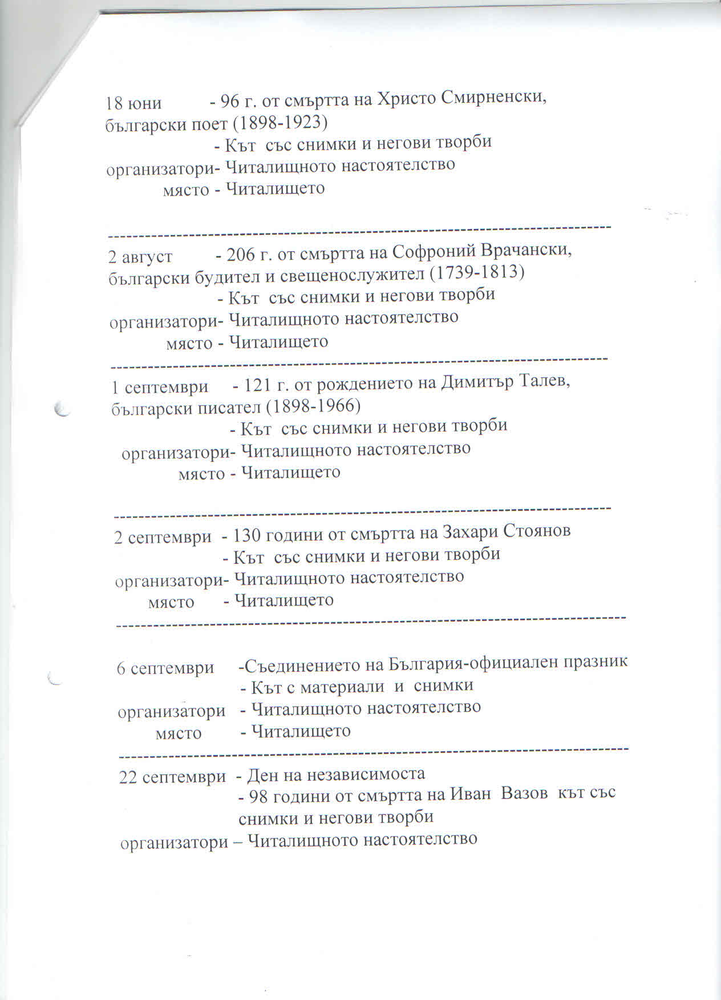 18 юни - 96 г. от смъртта на Христо Смирненски,
български поет (1898-1923)
- Кът със снимки и негови творби
организатори- Читалищното настоятелство
място - Читалището
--------------------------------------------------------------------------------
2 август - 206 г. от смъртта на Софроний Врачански,
български будител и свещенослужител (1739-1813)
- Кът със снимки и негови творби
организатори- Читалищното настоятелство
място - Читалището
--------------------------------------------------------------------------------
1 септември - 121 г. от рождението на Димитър Талев,
български писател (1898-1966)
- Кът със снимки и негови творби
организатори- Читалищното настоятелство
място - Читалището
--------------------------------------------------------------------------------
2 септември - 130 години от смъртта на Захари Стоянов
- Кът със снимки и негови творби
организатори- Читалищното настоятелство
място - Читалището
--------------------------------------------------------------------------------
6 септември -Съединението на България-официален празник
- Кът с материали и снимки
организатори - Читалищното настоятелство
място - Читалището
--------------------------------------------------------------------------------
22 септември - Ден на независимоста
- 98 години от смъртта на Иван Вазов кът със
снимки и негови творби
организатори – Читалищното настоятелство